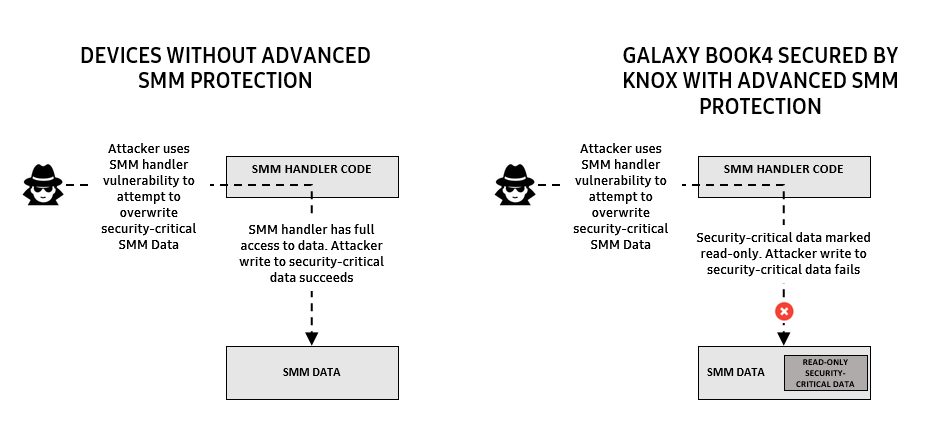 DEVICES WITHOUT ADVANCED
SMM PROTECTION
Attacker uses
SMM handler
vulnerability to
attempt to
overwrite
security-critical
SMM Data
SMM HANDLER CODE
SMM handler has full
access to data. Attacker
write to security-critical
data succeeds
SMM DATA
GALAXY BOOK4 SECURED BY
KNOX WITH ADVANCED SMM
PROTECTION
Attacker uses
SMM handler
vulnerability to
attempt to
overwrite
security-critical
SMM Data
SMM HANDLER CODE
Security-critical data marked
read-only. Attacker write to
security-critical data fails
SMM DATA
READ-ONLY
SECURITY-
CRITICAL DATA